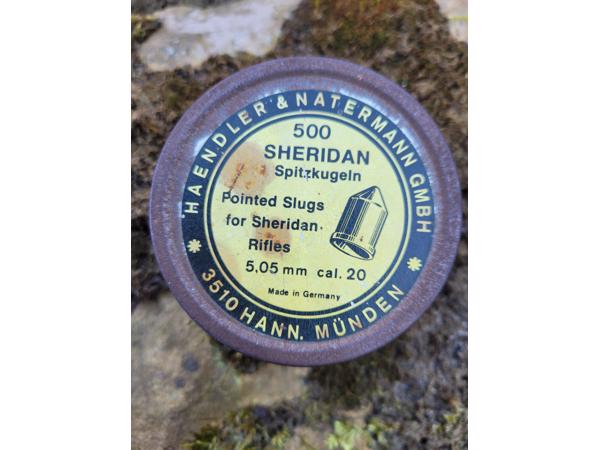 HAENDLER & NATERMANN GMBH
500
SHERIDAN
Spitzkugeln
Pointed Slugs
for Sheridan
Rifles
5,05 mm cal. 20
Made in Germany
* 3510 HANN. MÜNDEN *